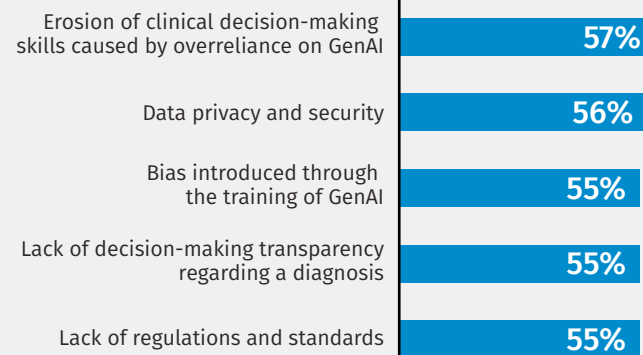 Erosion of clinical decision-making
skills caused by overreliance on GenAI
57%
Data privacy and security
56%
Bias introduced through
the training of GenAI
55%
Lack of decision-making transparency
regarding a diagnosis
55%
Lack of regulations and standards
55%